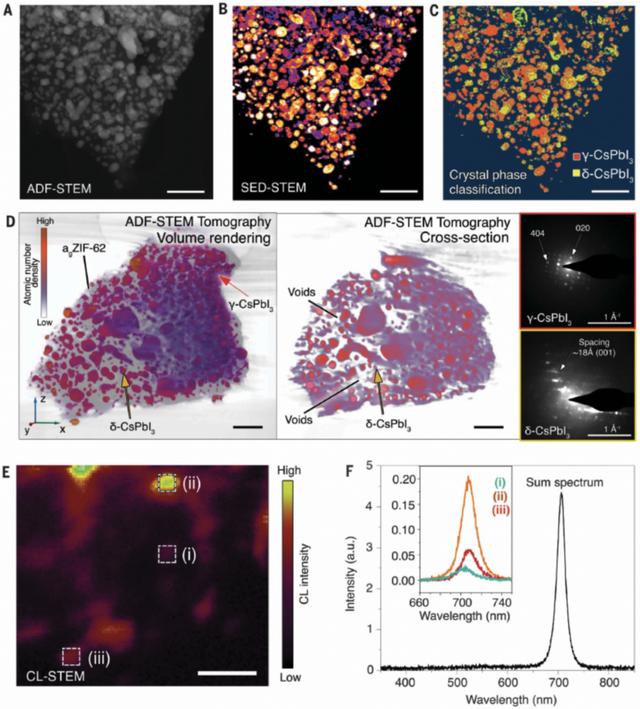 A
ADF-STEM
B
SED-STEM
C
γ-CsPbI₃
δ-CsPbI₃
Crystal phase
classification
D
High
Low
Atomic number
density
ADF-STEM Tomography
Volume rendering
a₉ZIF-62
γ-CsPbI₃
δ-CsPbI₃
z
y
x
ADF-STEM Tomography
Cross-section
Voids
Voids
δ-CsPbI₃
404
020
γ-CsPbI₃
1 Å⁻¹
Spacing
~18Å (001)
δ-CsPbI₃
1 Å⁻¹
E
(ii)
(i)
(iii)
CL-STEM
High
CL intensity
Low
F
Sum spectrum
Intensity (a.u.)
5
4
3
2
1
0
400
500
600
700
800
Wavelength (nm)
0.20
0.15
0.10
0.05
0.00
(i)
(ii)
(iii)
660
700
740
Wavelength (nm)